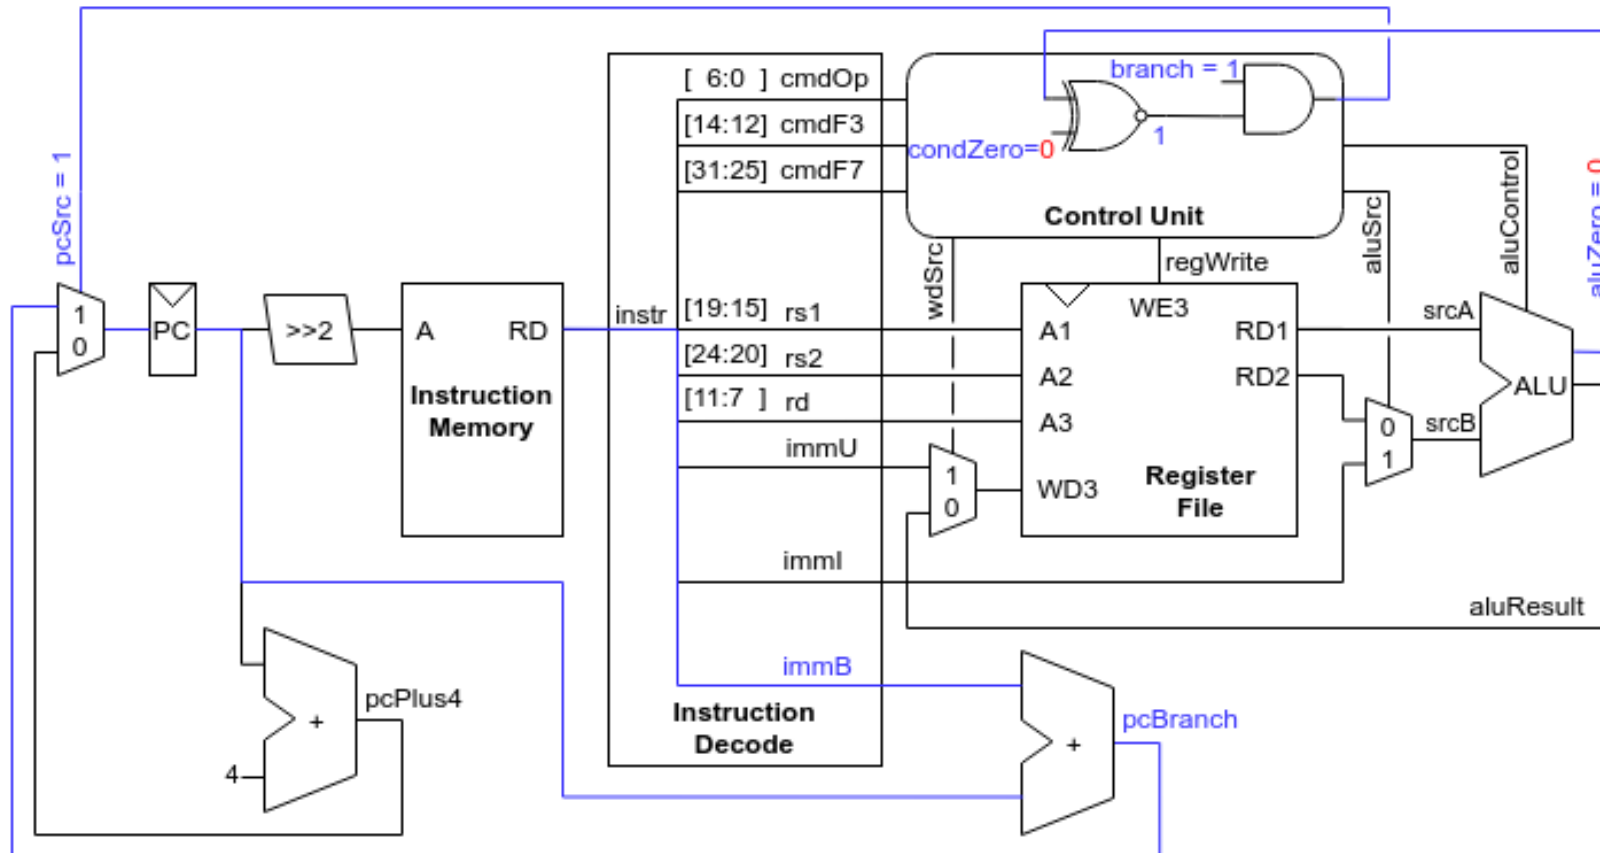 [ 6:0 ] cmdOp
branch = 1
[14:12] cmdF3
condZero=0
1
[31:25] cmdF7
pcSrc = 1
Control Unit
aluSrc
aluControl
aluZero = 0
wdSrc
regWrite
1
0
PC
>>2
A
RD
Instruction
Memory
instr
[19:15] rs1
[24:20] rs2
[11:7 ] rd
immU
1
0
WE3
A1
RD1
A2
RD2
A3
WD3
Register
File
srcA
ALU
0
1
srcB
immI
aluResult
immB
Instruction
Decode
pcPlus4
+
4
pcBranch
+